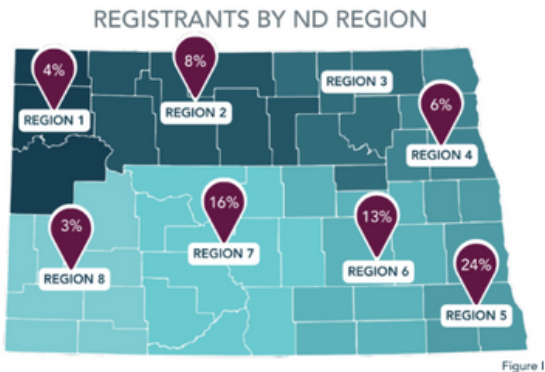 REGISTRANTS BY ND REGION
4%
REGION 1
8%
REGION 2
REGION 3
6%
REGION 4
3%
REGION 8
16%
REGION 7
13%
REGION 6
24%
REGION 5
Figure I